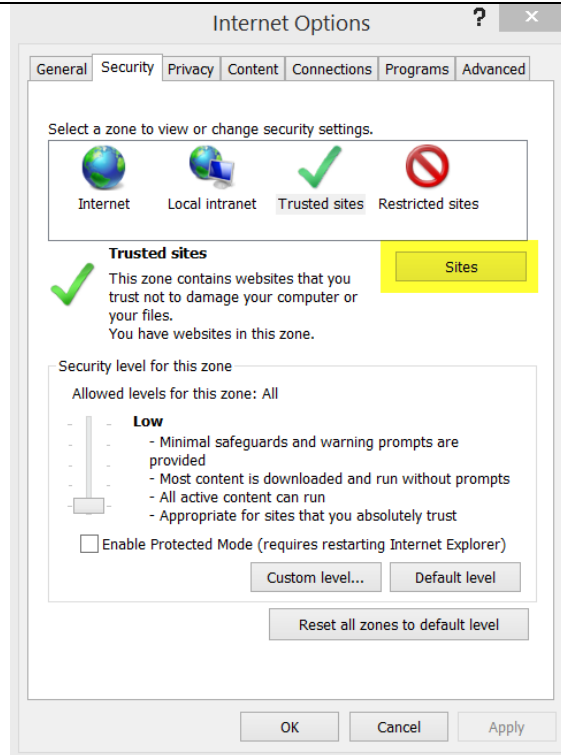 Internet Options ? ×
General Security Privacy Content Connections Programs Advanced
Select a zone to view or change security settings.
Internet Local intranet Trusted sites Restricted sites
Trusted sites
Sites
This zone contains websites that you
trust not to damage your computer or
your files.
You have websites in this zone.
Security level for this zone
Allowed levels for this zone: All
Low
- Minimal safeguards and warning prompts are
provided
- Most content is downloaded and run without prompts
- All active content can run
- Appropriate for sites that you absolutely trust
Enable Protected Mode (requires restarting Internet Explorer)
Custom level... Default level
Reset all zones to default level
OK Cancel Apply